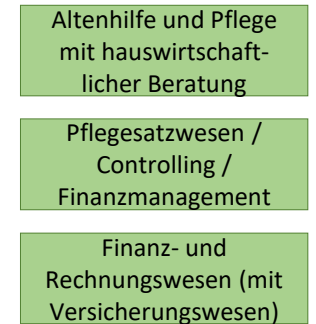 Altenhilfe und Pflege
mit hauswirtschaft-
licher Beratung
Pflegesatzwesen /
Controlling /
Finanzmanagement
Finanz- und
Rechnungswesen (mit
Versicherungswesen)